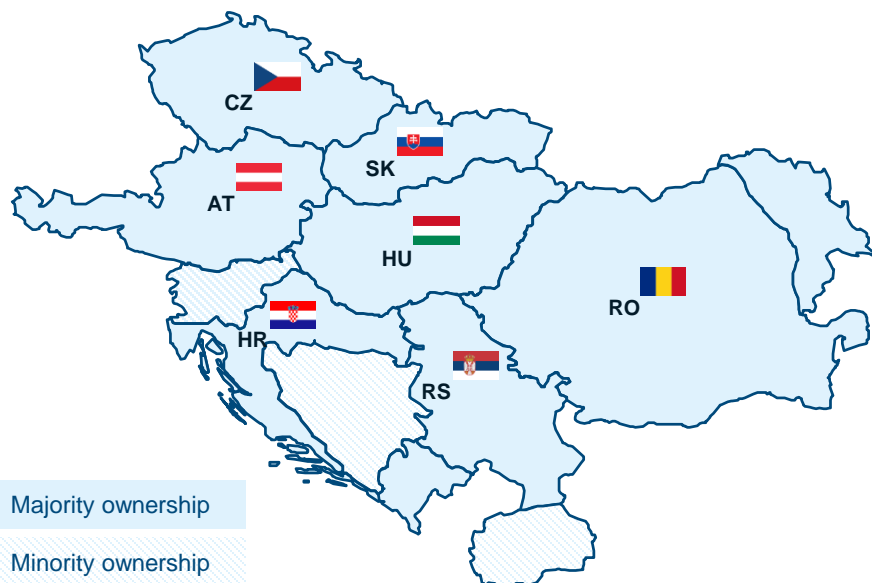 CZ
SK
AT
HU
RO
HR
RS
Majority ownership
Minority ownership